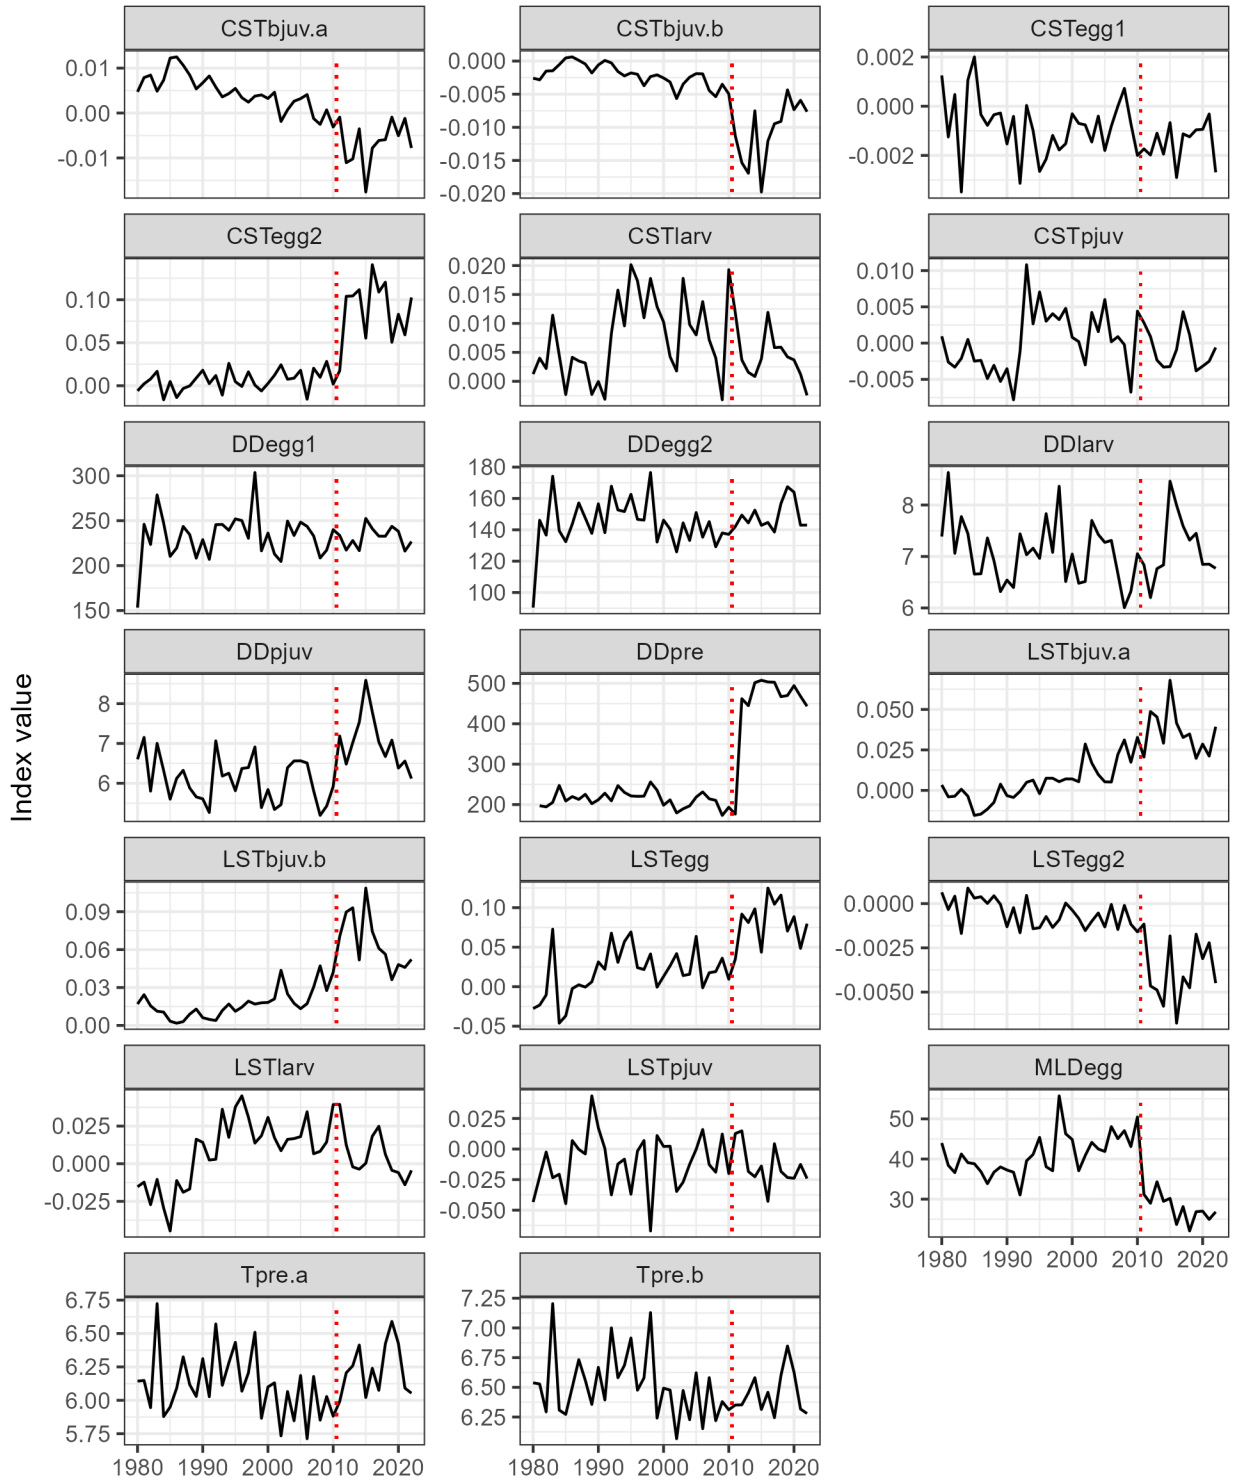 CSTbjuv.a CSTbjuv.b CSTegg1
0.01 0.00 -0.01
0.000 -0.005 -0.010 -0.015 -0.020
0.002 0.000 -0.002
CSTegg2 CSTlarv CSTpjuv
0.10 0.05 0.00
0.020 0.015 0.010 0.005 0.000
0.010 0.005 0.000 -0.005
DDegg1 DDegg2 DDlarv
300 250 200 150
180 160 140 120 100
8 7 6
DDpjuv DDpre LSTbjuv.a
8 7 6
500 400 300 200
0.050 0.025 0.000
Index value
LSTbjuv.b LSTegg LSTegg2
0.09 0.06 0.03 0.00
0.10 0.05 0.00 -0.05
0.0000 -0.0025 -0.0050
LSTlarv LSTpjuv MLDegg
0.025 0.000 -0.025
0.025 0.000 -0.025 -0.050
50 40 30
1980 1990 2000 2010 2020
Tpre.a Tpre.b
6.75 6.50 6.25 6.00 5.75
7.25 7.00 6.75 6.50 6.25
1980 1990 2000 2010 2020
1980 1990 2000 2010 2020